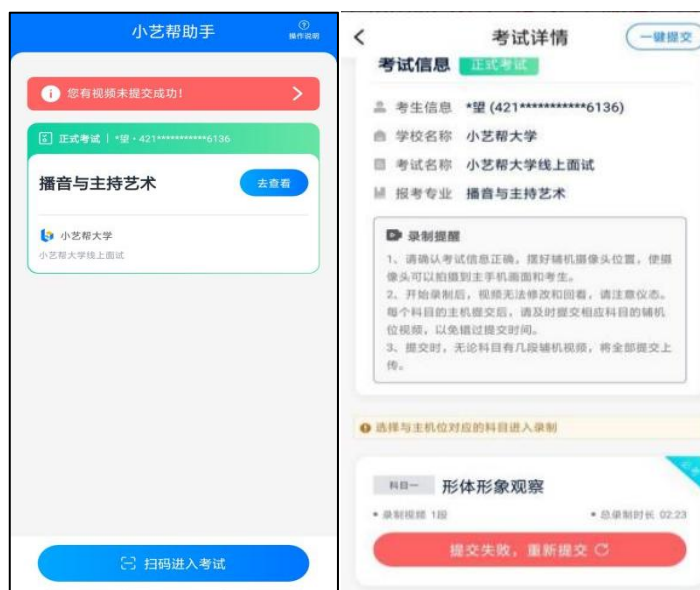 小艺帮助手
操作说明
您有视频未提交成功!
正式考试 | *望·421***********6136
播音与主持艺术
去查看
小艺帮大学
小艺帮大学线上面试
扫码进入考试
考试详情
一键提交
考试信息
正式考试
考生信息 *望 (421***********6136)
学校名称 小艺帮大学
考试名称 小艺帮大学线上面试
报考专业 播音与主持艺术
录制提醒
1、请确认考试信息正确，摆好辅机摄像头位置，使摄
像头可以拍摄到主手机画面和考生。
2、开始录制后，视频无法修改和回看，请注意仪态。
每个科目的主机提交后，请及时提交相应科目的辅机
位视频，以免错过提交时间。
3、提交时，无论科目有几段辅机视频，将全部提交上
传。
选择与主机位对应的科目进入录制
科目一
形体形象观察
• 录制视频 1段
• 总录制时长 02:23
提交失败，重新提交